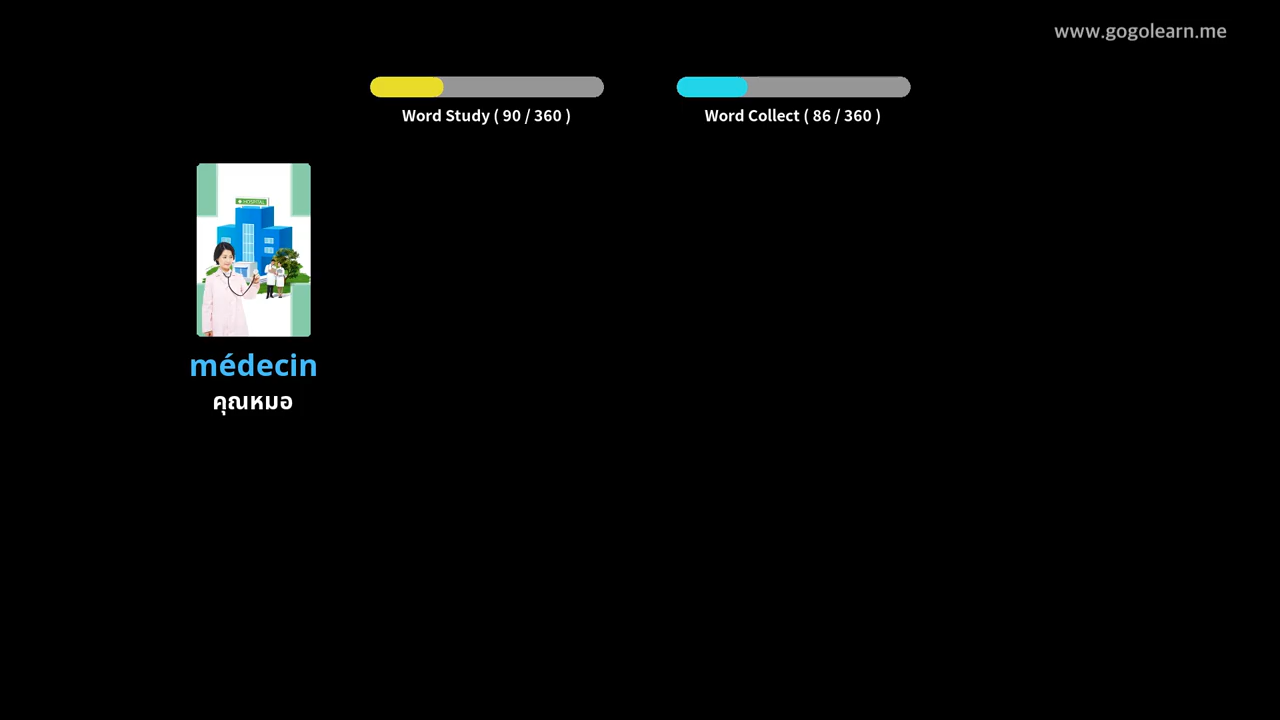 www.gogolearn.me
Word Study ( 90 / 360 )
Word Collect ( 86 / 360 )
HOSPITAL
médecin
คุณหมอ